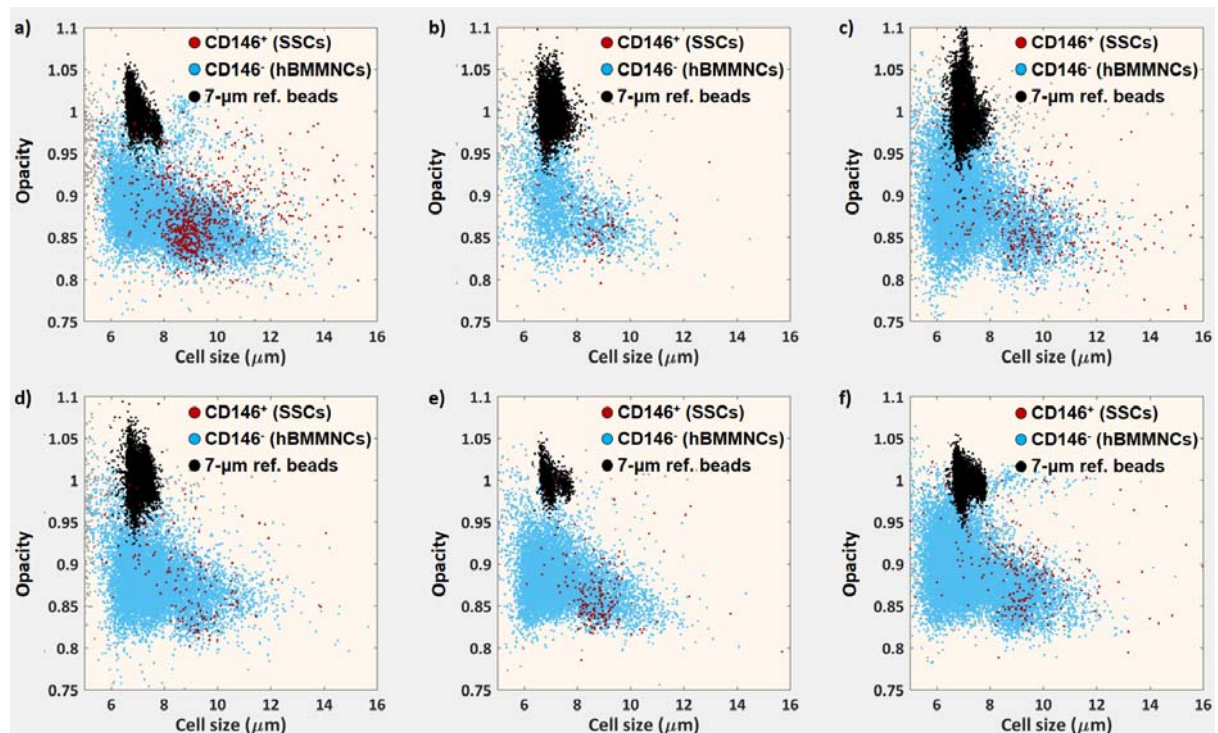 a)
1.1
1.05
1
0.95
0.9
0.85
0.8
0.75
Opacity
CD146⁺ (SSCs)
CD146⁻ (hBMMNCs)
7-µm ref. beads
6 8 10 12 14 16
Cell size (µm)
b)
1.1
1.05
1
0.95
0.9
0.85
0.8
0.75
Opacity
CD146⁺ (SSCs)
CD146⁻ (hBMMNCs)
7-µm ref. beads
6 8 10 12 14 16
Cell size (µm)
c)
1.1
1.05
1
0.95
0.9
0.85
0.8
0.75
Opacity
CD146⁺ (SSCs)
CD146⁻ (hBMMNCs)
7-µm ref. beads
6 8 10 12 14 16
Cell size (µm)
d)
1.1
1.05
1
0.95
0.9
0.85
0.8
0.75
Opacity
CD146⁺ (SSCs)
CD146⁻ (hBMMNCs)
7-µm ref. beads
6 8 10 12 14 16
Cell size (µm)
e)
1.1
1.05
1
0.95
0.9
0.85
0.8
0.75
Opacity
CD146⁺ (SSCs)
CD146⁻ (hBMMNCs)
7-µm ref. beads
6 8 10 12 14 16
Cell size (µm)
f)
1.1
1.05
1
0.95
0.9
0.85
0.8
0.75
Opacity
CD146⁺ (SSCs)
CD146⁻ (hBMMNCs)
7-µm ref. beads
6 8 10 12 14 16
Cell size (µm)